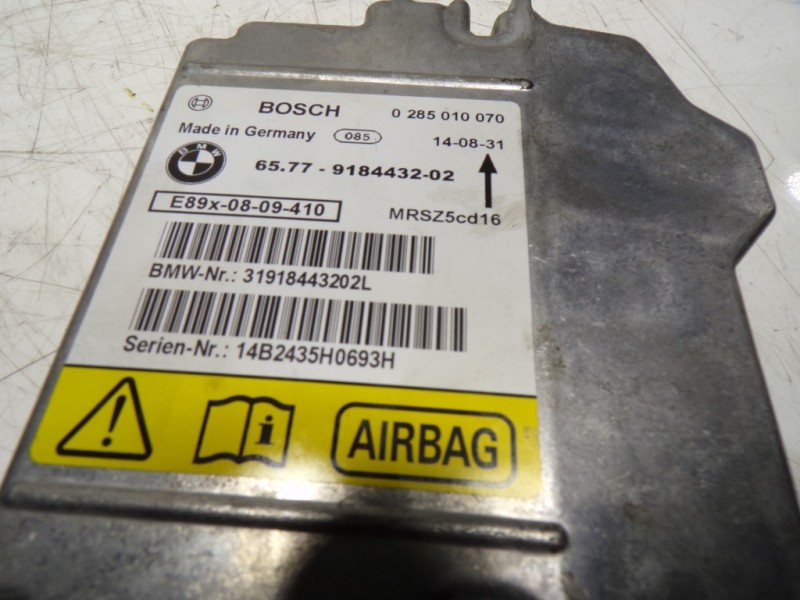 BOSCH 0 285 010 070
Made in Germany 085 14-08-31
BMW 65.77 - 9184432-02
E89x-08-09-410 MRSZ5cd16
BMW-Nr.: 31918443202L
Serien-Nr.: 14B2435H0693H
AIRBAG